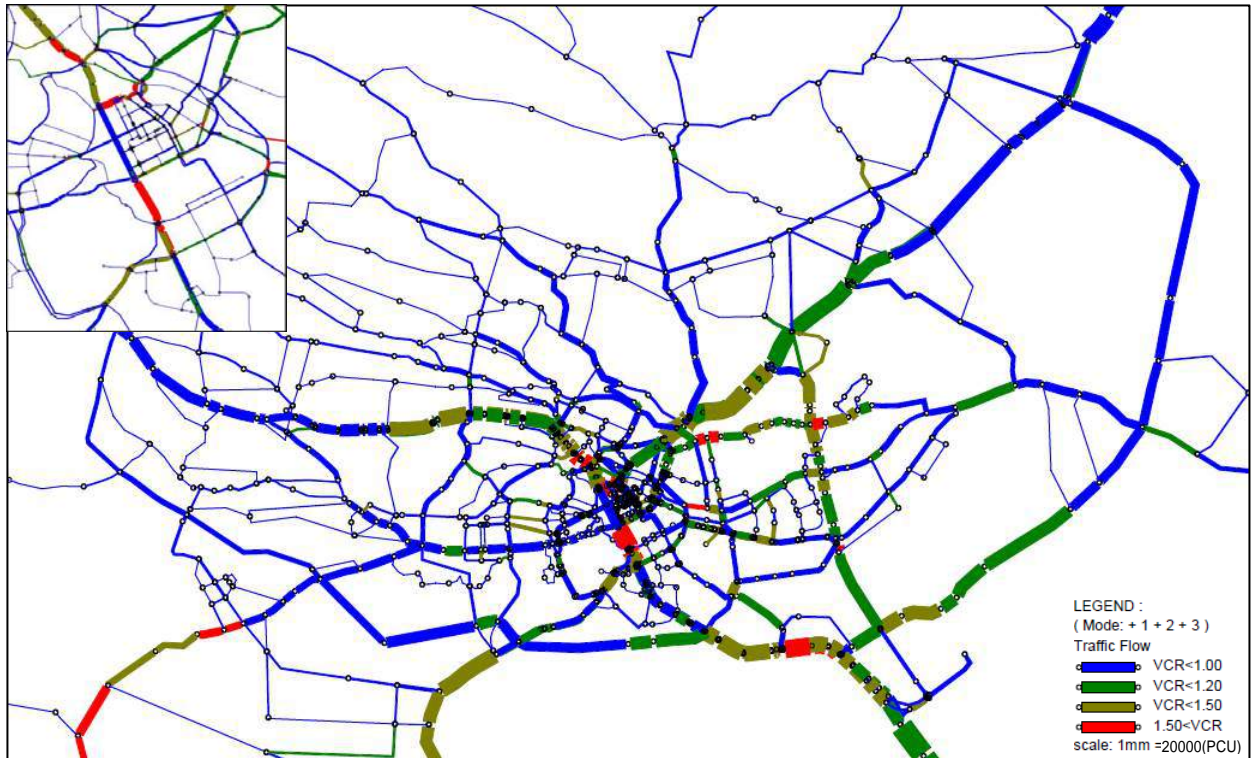 LEGEND :
( Mode: + 1 + 2 + 3 )
Traffic Flow
VCR<1.00
VCR<1.20
VCR<1.50
1.50<VCR
scale: 1mm =20000(PCU)